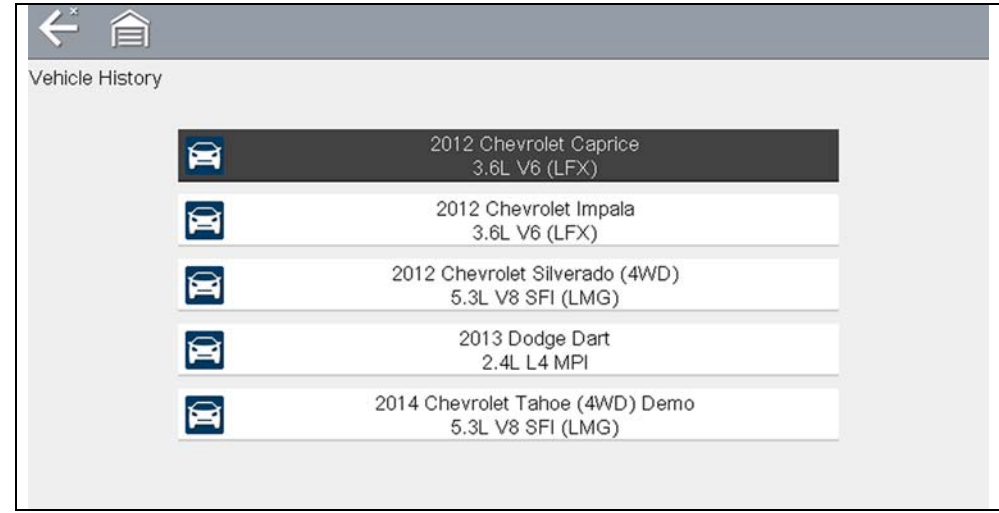 Vehicle History
2012 Chevrolet Caprice
3.6L V6 (LFX)
2012 Chevrolet Impala
3.6L V6 (LFX)
2012 Chevrolet Silverado (4WD)
5.3L V8 SFI (LMG)
2013 Dodge Dart
2.4L L4 MPI
2014 Chevrolet Tahoe (4WD) Demo
5.3L V8 SFI (LMG)